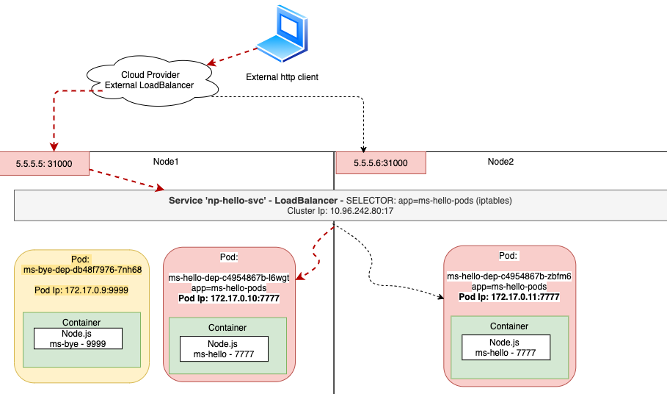 External http client
Cloud Provider
External LoadBalancer
5.5.5.5: 31000
Node1
5.5.5.6:31000
Node2
Service 'np-hello-svc' - LoadBalancer - SELECTOR: app=ms-hello-pods (iptables)
Cluster Ip: 10.96.242.80:17
Pod:
ms-bye-dep-db48f7976-7nh68
Pod Ip: 172.17.0.9:9999
Container
Node.js
ms-bye - 9999
Pod:
ms-hello-dep-c4954867b-l6wgt
app=ms-hello-pods
Pod Ip: 172.17.0.10:7777
Container
Node.js
ms-hello - 7777
Pod:
ms-hello-dep-c4954867b-zbfm6
app=ms-hello-pods
Pod Ip: 172.17.0.11:7777
Container
Node.js
ms-hello - 7777